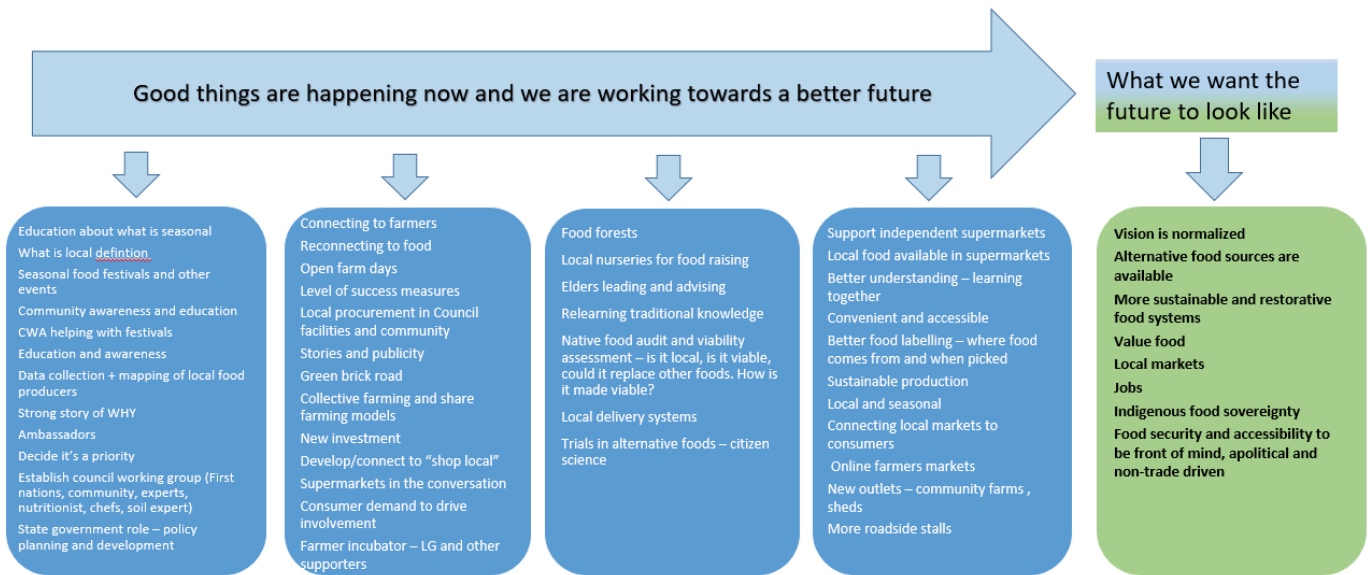 Good things are happening now and we are working towards a better future
What we want the
future to look like
Education about what is seasonal
What is local defintion
Seasonal food festivals and other
events
Community awareness and education
CWA helping with festivals
Education and awareness
Data collection + mapping of local food
producers
Strong story of WHY
Ambassadors
Decide it's a priority
Establish council working group (First
nations, community, experts,
nutritionist, chefs, soil expert)
State government role – policy
planning and development
Connecting to farmers
Reconnecting to food
Open farm days
Level of success measures
Local procurement in Council
facilities and community
Stories and publicity
Green brick road
Collective farming and share
farming models
New investment
Develop/connect to “shop local”
Supermarkets in the conversation
Consumer demand to drive
involvement
Farmer incubator – LG and other
supporters
Food forests
Local nurseries for food raising
Elders leading and advising
Relearning traditional knowledge
Native food audit and viability
assessment – is it local, is it viable,
could it replace other foods. How is
it made viable?
Local delivery systems
Trials in alternative foods – citizen
science
Support independent supermarkets
Local food available in supermarkets
Better understanding – learning
together
Convenient and accessible
Better food labelling – where food
comes from and when picked
Sustainable production
Local and seasonal
Connecting local markets to
consumers
Online farmers markets
New outlets – community farms ,
sheds
More roadside stalls
Vision is normalized
Alternative food sources are
available
More sustainable and restorative
food systems
Value food
Local markets
Jobs
Indigenous food sovereignty
Food security and accessibility to
be front of mind, apolitical and
non-trade driven